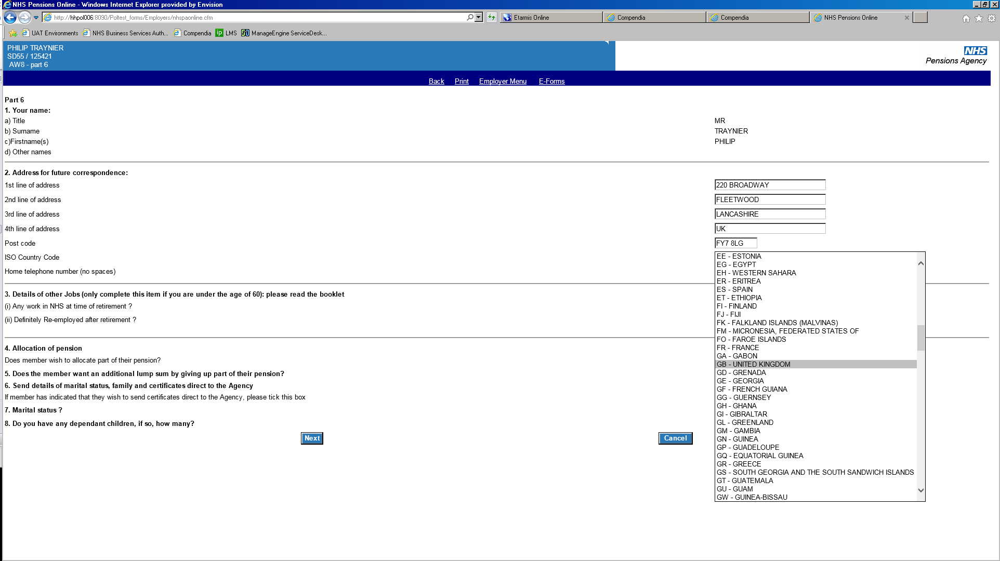 NHS Pensions Online - Windows Internet Explorer provided by Envision
http://hhpol006:8090/Poltest_forms/Employers/nhspaonline.cfm
Etarmis Online
Compendia
Compendia
NHS Pensions Online
UAT Environments
NHS Business Services Auth...
Compendia
ip LMS
ManageEngine ServiceDesk...
PHILIP TRAYNIER
SD55 / 125421
AW8 - part 6
NHS
Pensions Agency
Back Print Employer Menu E-Forms
Part 6
1. Your name:
a) Title MR
b) Surname TRAYNIER
c)Firstname(s) PHILIP
d) Other names
2. Address for future correspondence:
1st line of address 220 BROADWAY
2nd line of address FLEETWOOD
3rd line of address LANCASHIRE
4th line of address UK
Post code FY7 8LG
ISO Country Code
Home telephone number (no spaces)
3. Details of other Jobs (only complete this item if you are under the age of 60): please read the booklet
(i) Any work in NHS at time of retirement ?
(ii) Definitely Re-employed after retirement ?
4. Allocation of pension
Does member wish to allocate part of their pension?
5. Does the member want an additional lump sum by giving up part of their pension?
6. Send details of marital status, family and certificates direct to the Agency
If member has indicated that they wish to send certificates direct to the Agency, please tick this box
7. Marital status ?
8. Do you have any dependant children, if so, how many?
Next
Cancel
EE - ESTONIA
EG - EGYPT
EH - WESTERN SAHARA
ER - ERITREA
ES - SPAIN
ET - ETHIOPIA
FI - FINLAND
FJ - FIJI
FK - FALKLAND ISLANDS (MALVINAS)
FM - MICRONESIA, FEDERATED STATES OF
FO - FAROE ISLANDS
FR - FRANCE
GA - GABON
GB - UNITED KINGDOM
GD - GRENADA
GE - GEORGIA
GF - FRENCH GUIANA
GG - GUERNSEY
GH - GHANA
GI - GIBRALTAR
GL - GREENLAND
GM - GAMBIA
GN - GUINEA
GP - GUADELOUPE
GQ - EQUATORIAL GUINEA
GR - GREECE
GS - SOUTH GEORGIA AND THE SOUTH SANDWICH ISLANDS
GT - GUATEMALA
GU - GUAM
GW - GUINEA-BISSAU